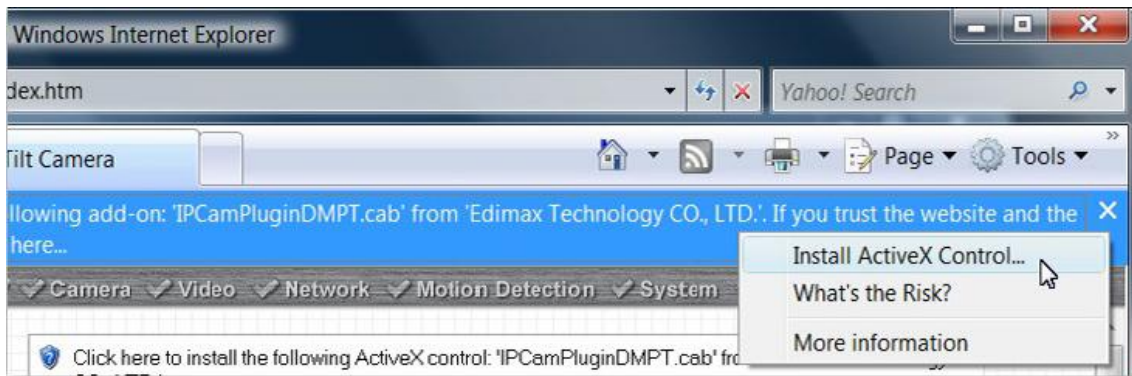 Windows Internet Explorer
dex.htm
Yahoo! Search
Tilt Camera
Page
Tools
llowing add-on: 'IPCamPluginDMPT.cab' from 'Edimax Technology CO., LTD.'. If you trust the website and the
here...
Install ActiveX Control...
What's the Risk?
More information
Camera Video Network Motion Detection System
Click here to install the following ActiveX control: 'IPCamPluginDMPT.cab'